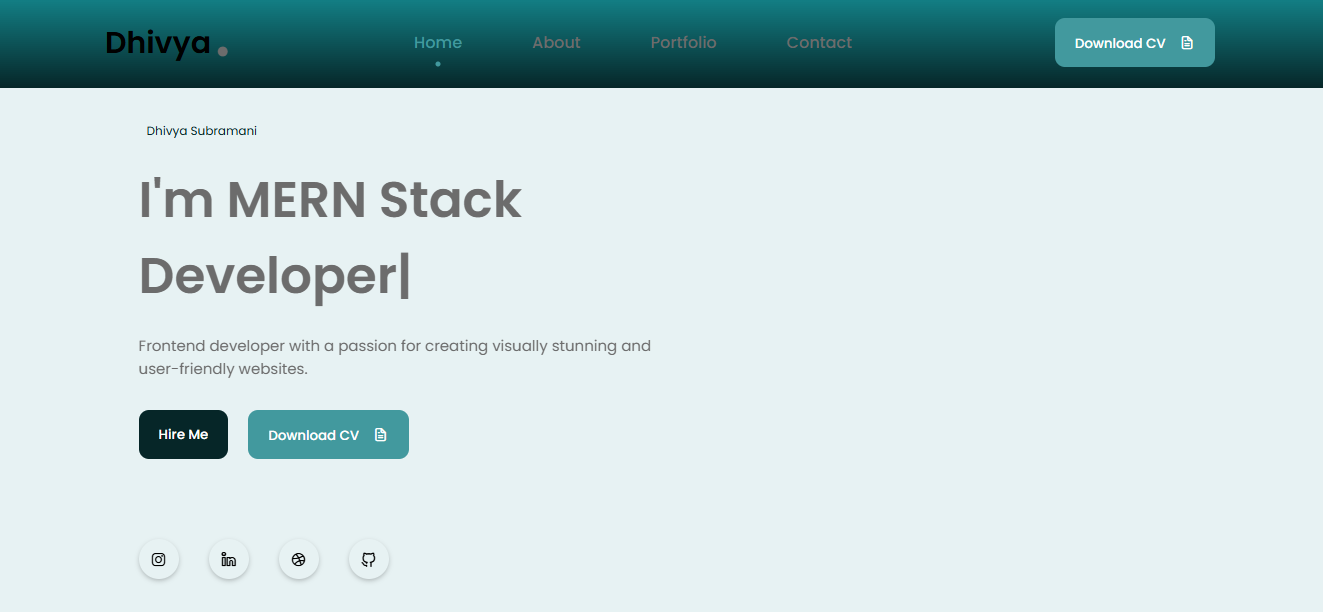 Dhivya .
Home
About
Portfolio
Contact
Download CV
Dhivya Subramani
I'm MERN Stack
Developer|
Frontend developer with a passion for creating visually stunning and
user-friendly websites.
Hire Me
Download CV